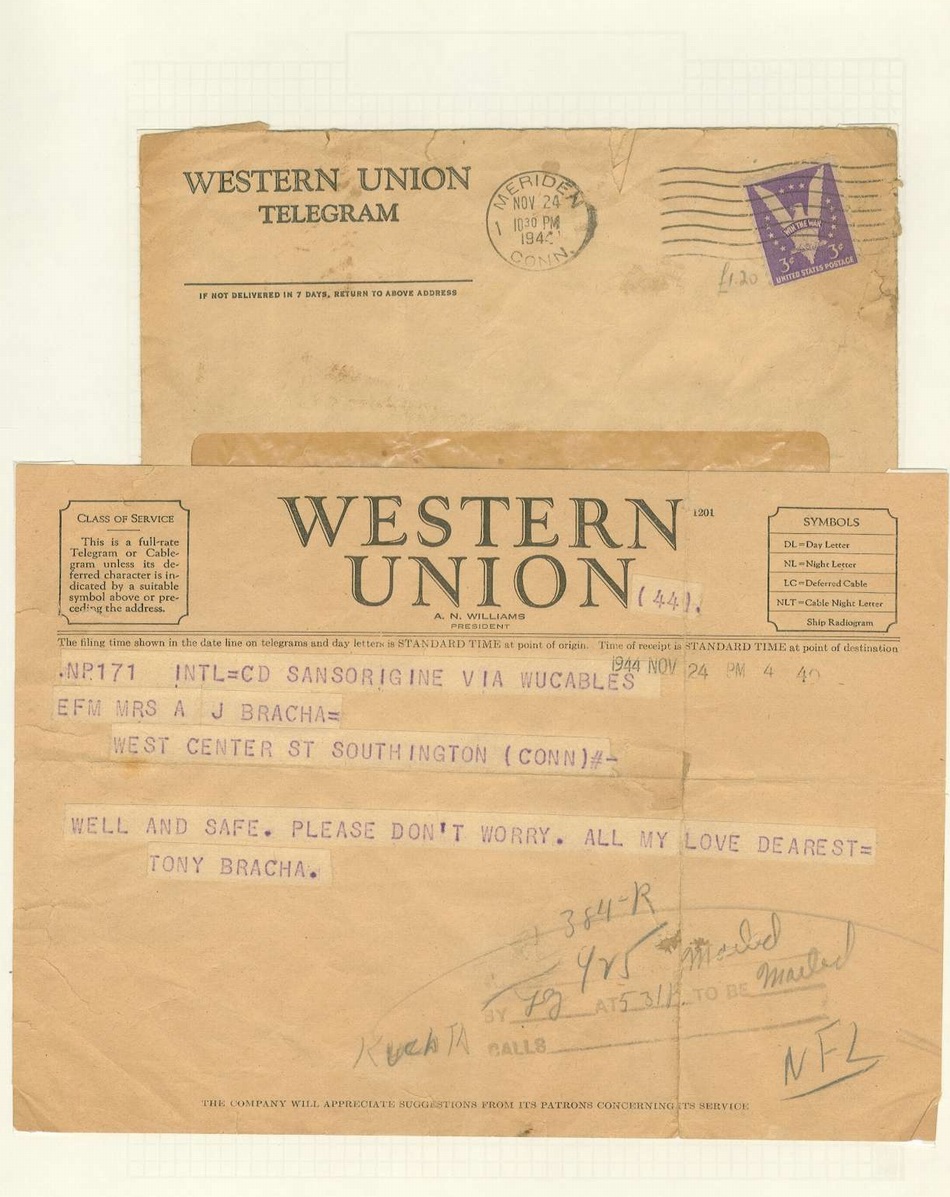 WESTERN UNION
TELEGRAM
IF NOT DELIVERED IN 7 DAYS, RETURN TO ABOVE ADDRESS
MERIDEN
NOV 24
10 30 PM
1944
1
CONN.
WIN THE WAR
3¢ 3¢
UNITED STATES POSTAGE
£1.20
CLASS OF SERVICE
This is a full-rate
Telegram or Cable-
gram unless its de-
ferred character is in-
dicated by a suitable
symbol above or pre-
ceding the address.
WESTERN
UNION
1201
(44).
A. N. WILLIAMS
PRESIDENT
SYMBOLS
DL=Day Letter
NL=Night Letter
LC=Deferred Cable
NLT=Cable Night Letter
Ship Radiogram
The filing time shown in the date line on telegrams and day letters is STANDARD TIME at point of origin. Time of receipt is STANDARD TIME at point of destination
.NP171 INTL=CD SANSORIGINE VIA WUCABLES
1944 NOV 24 PM 4 40
EFM MRS A J BRACHA=
WEST CENTER ST SOUTHINGTON (CONN)#-
WELL AND SAFE. PLEASE DON'T WORRY. ALL MY LOVE DEAREST=
TONY BRACHA.
384-R
425 Mailed
BY AT 531P TO BE Mailed
CALLS
NFL
THE COMPANY WILL APPRECIATE SUGGESTIONS FROM ITS PATRONS CONCERNING ITS SERVICE